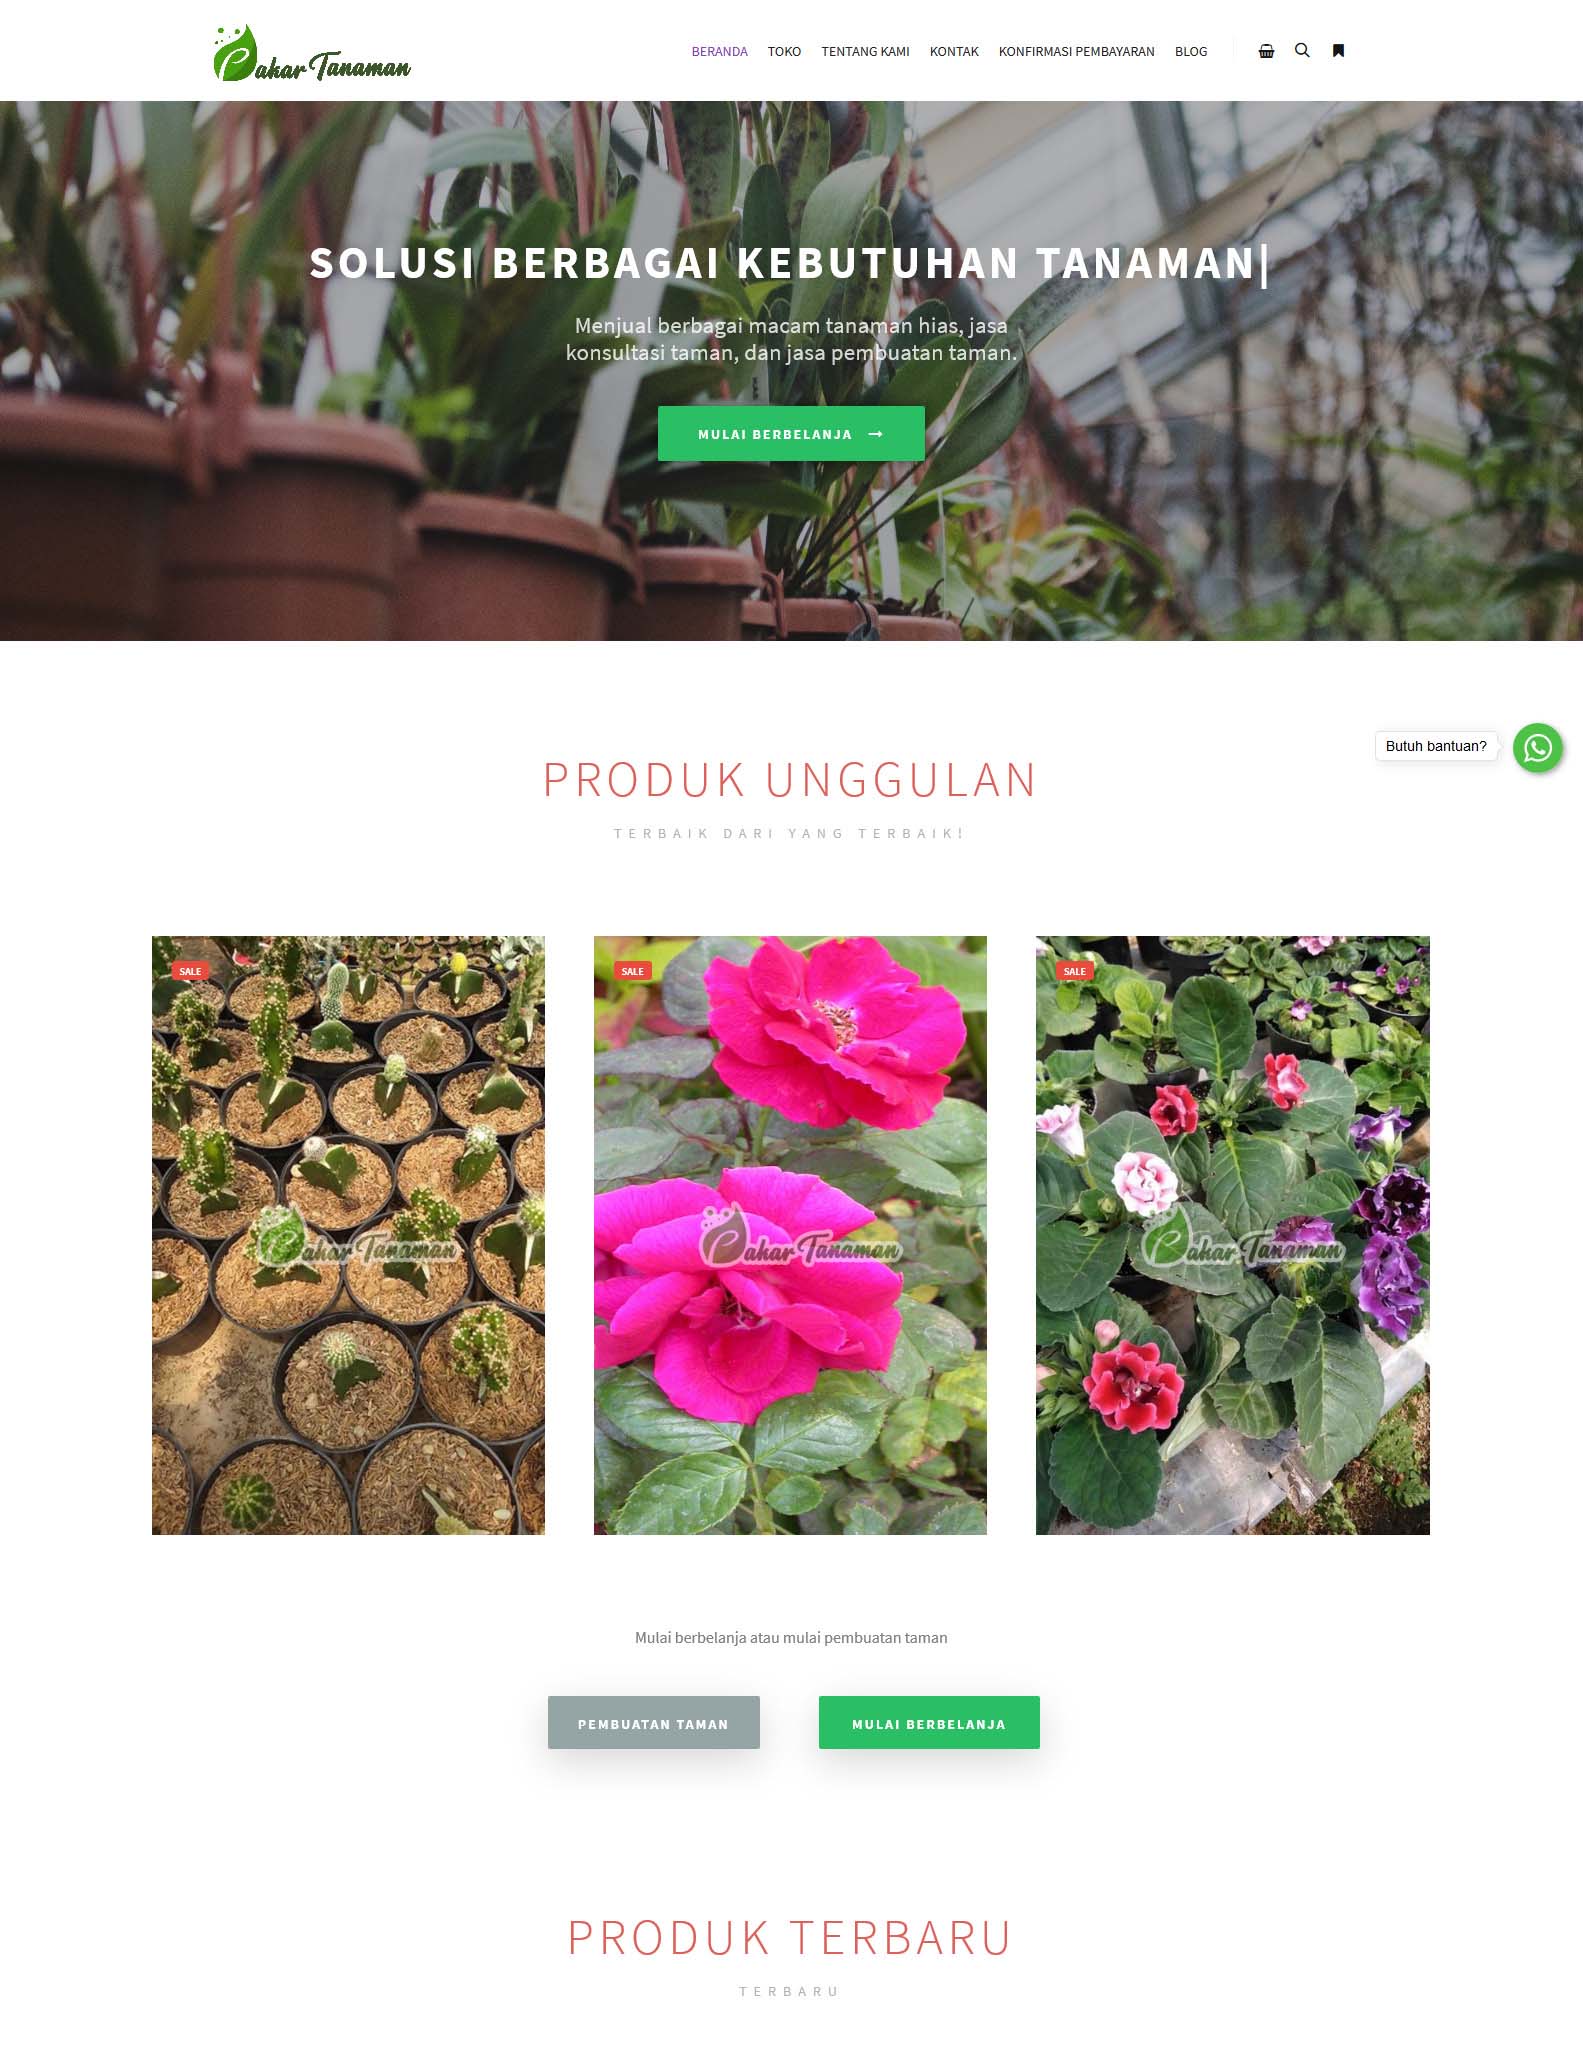 Pakar Tanaman
BERANDA TOKO TENTANG KAMI KONTAK KONFIRMASI PEMBAYARAN BLOG
SOLUSI BERBAGAI KEBUTUHAN TANAMAN|
Menjual berbagai macam tanaman hias, jasa
konsultasi taman, dan jasa pembuatan taman.
MULAI BERBELANJA →
Butuh bantuan?
PRODUK UNGGULAN
TERBAIK DARI YANG TERBAIK!
SALE SALE SALE
Pakar Tanaman Pakar Tanaman Pakar Tanaman
Mulai berbelanja atau mulai pembuatan taman
PEMBUATAN TAMAN MULAI BERBELANJA
PRODUK TERBARU
TERBARU